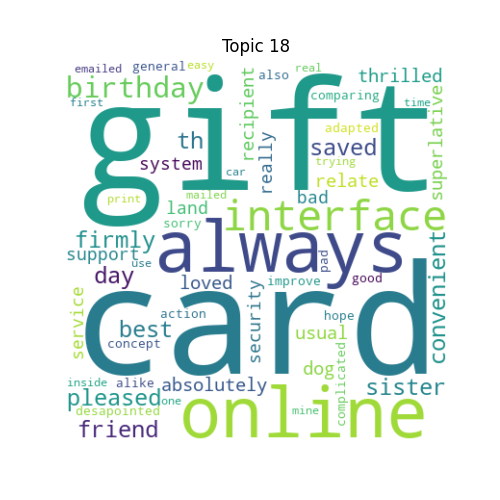 Topic 18
emailed general easy real
birthday also thrilled
first comparing time
gift
recipient superlative
th really saved adapted
system car trying
print mailed relate
land bad
sorry interface
firmly always
support day use loved pad good
security improve convenient
card
service action hope usual
best concept
dog complicated
inside alike absolutely sister
pleased one online mine
desapointed
friend